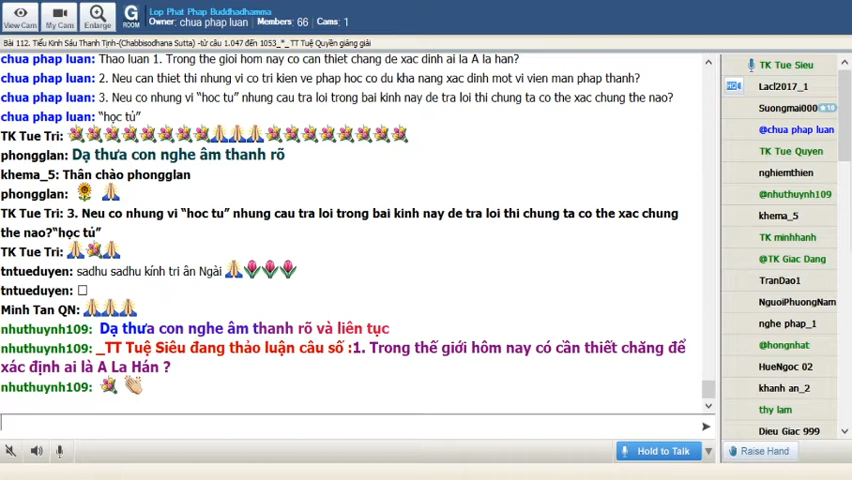 View Cam
My Cam
Enlarge
G
ROOM
Lop Phat Phap Buddhadhamma
Owner: chua phap luan Members: 66 Cams: 1
Bài 112. Tiểu Kinh Sáu Thanh Tịnh-(Chabbisodhana Sutta) -từ câu 1.047 đến 1053_*_ TT Tuệ Quyền giảng giải
chua phap luan: Thao luan 1. Trong the gioi hom nay co can thiet chang de xac dinh ai la A la han?
chua phap luan: 2. Neu can thiet thi nhung vi co tri kien ve phap hoc co du kha nang xac dinh mot vi vien man phap thanh?
chua phap luan: 3. Neu co nhung vi “hoc tu” nhung cau tra loi trong bai kinh nay de tra loi thi chung ta co the xac chung the nao?
chua phap luan: “học tủ”
TK Tue Tri:
phongglan: Dạ thưa con nghe âm thanh rõ
khema_5: Thân chào phongglan
phongglan:
TK Tue Tri: 3. Neu co nhung vi “hoc tu” nhung cau tra loi trong bai kinh nay de tra loi thi chung ta co the xac chung
the nao?“học tủ”
TK Tue Tri:
tntueduyen: sadhu sadhu kính tri ân Ngài
tntueduyen:
Minh Tan QN:
nhuthuynh109: Dạ thưa con nghe âm thanh rõ và liên tục
nhuthuynh109: _TT Tuệ Siêu đang thảo luận câu số :1. Trong thế giới hôm nay có cần thiết chăng để
xác định ai là A La Hán ?
nhuthuynh109:
Hold to Talk
TK Tue Sieu
HD
Lacl2017_1
Suongmai000
@chua phap luan
TK Tue Quyen
nghiemthien
@nhuthuynh109
khema_5
TK minhhanh
@TK Giac Dang
TranDao1
NguoiPhuongNam
nghe phap_1
@hongnhat
HueNgoc 02
khanh an_2
thy lam
Dieu Giac 999
Raise Hand